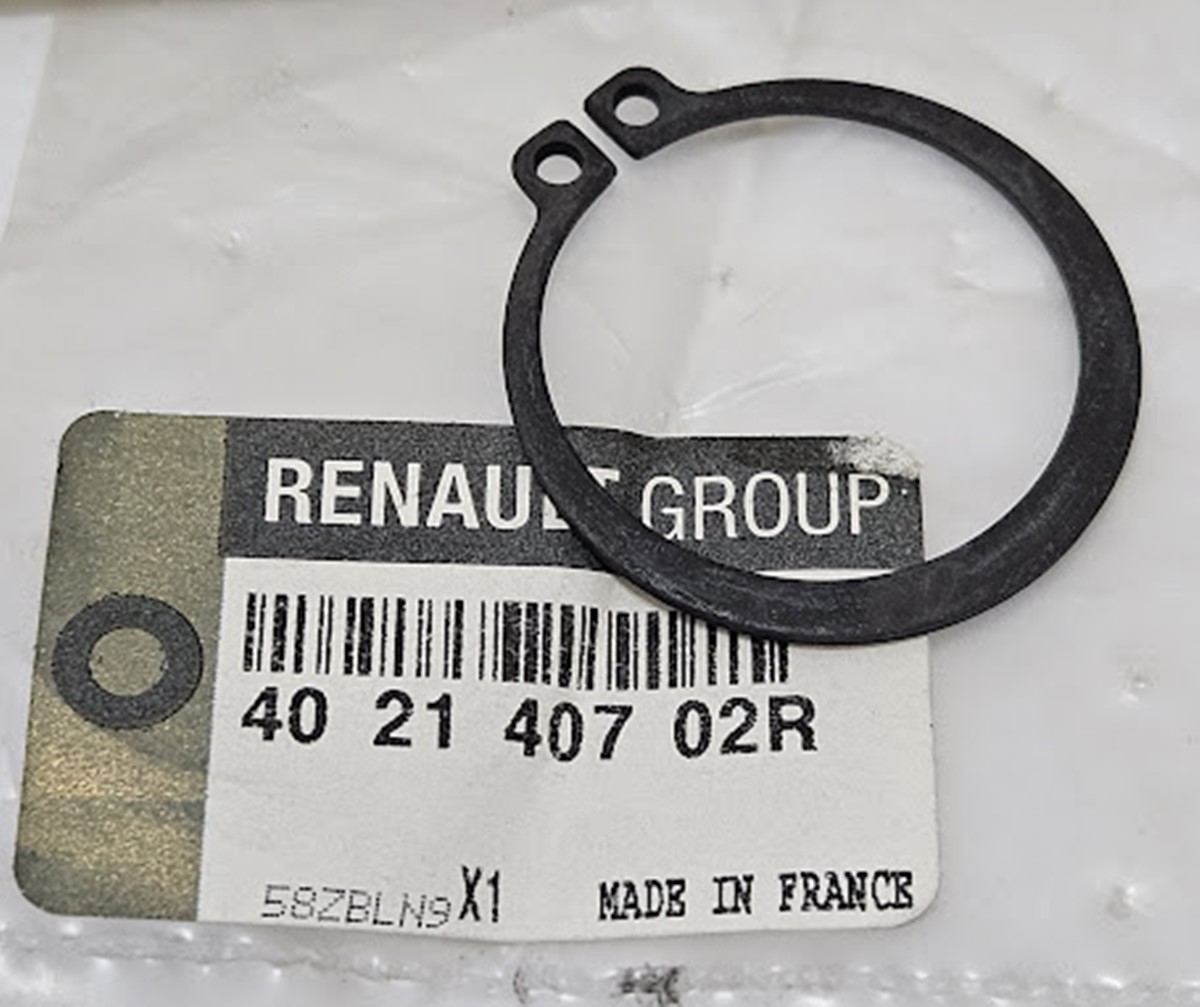 RENAULT GROUP
40 21 407 02R
58ZBLN9 X1 MADE IN FRANCE